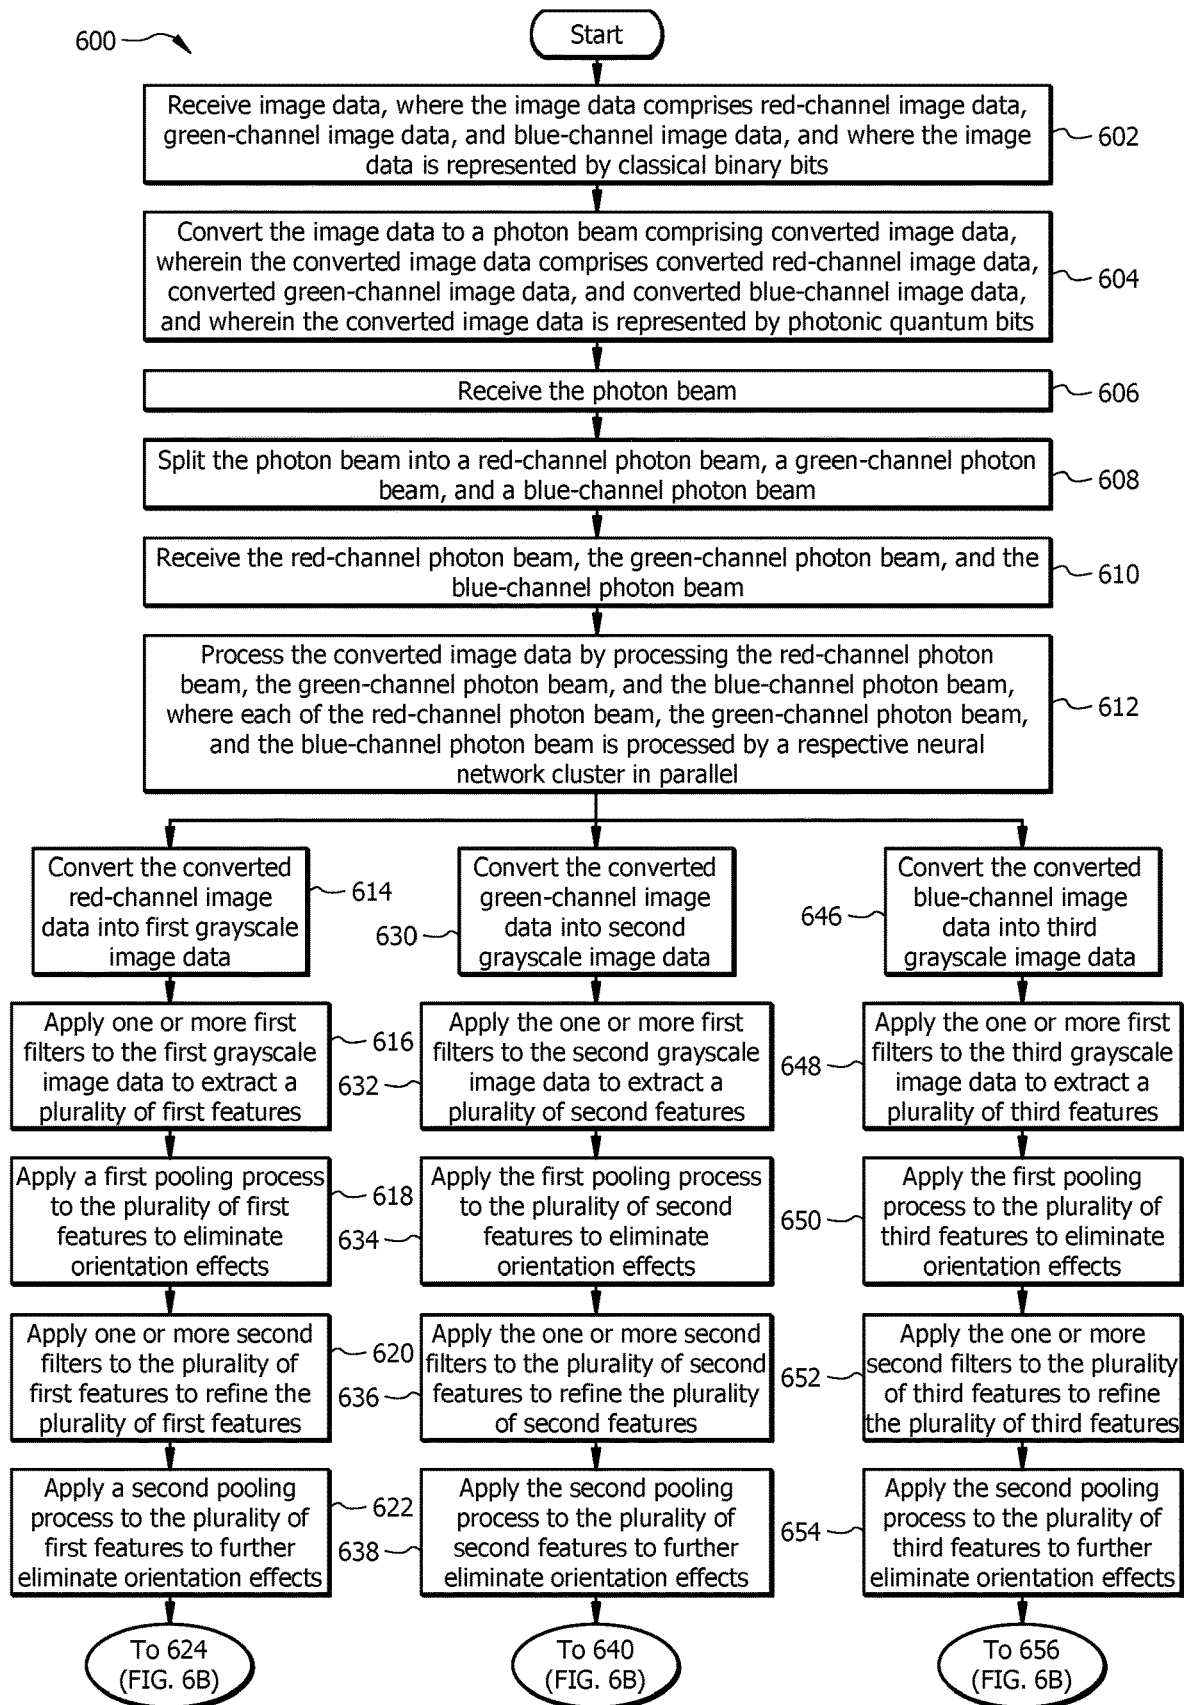 600
Start
Receive image data, where the image data comprises red-channel image data,
green-channel image data, and blue-channel image data, and where the image
data is represented by classical binary bits
602
Convert the image data to a photon beam comprising converted image data,
wherein the converted image data comprises converted red-channel image data,
converted green-channel image data, and converted blue-channel image data,
and wherein the converted image data is represented by photonic quantum bits
604
Receive the photon beam
606
Split the photon beam into a red-channel photon beam, a green-channel photon
beam, and a blue-channel photon beam
608
Receive the red-channel photon beam, the green-channel photon beam, and the
blue-channel photon beam
610
Process the converted image data by processing the red-channel photon
beam, the green-channel photon beam, and the blue-channel photon beam,
where each of the red-channel photon beam, the green-channel photon beam,
and the blue-channel photon beam is processed by a respective neural
network cluster in parallel
612
Convert the converted
red-channel image
data into first grayscale
image data
614
Apply one or more first
filters to the first grayscale
image data to extract a
plurality of first features
616
Apply a first pooling process
to the plurality of first
features to eliminate
orientation effects
618
Apply one or more second
filters to the plurality of
first features to refine the
plurality of first features
620
Apply a second pooling
process to the plurality of
first features to further
eliminate orientation effects
622
To 624
(FIG. 6B)
Convert the converted
green-channel image
data into second
grayscale image data
630
Apply the one or more first
filters to the second grayscale
image data to extract a
plurality of second features
632
Apply the first pooling process
to the plurality of second
features to eliminate
orientation effects
634
Apply the one or more second
filters to the plurality of second
features to refine the plurality
of second features
636
Apply the second pooling
process to the plurality of
second features to further
eliminate orientation effects
638
To 640
(FIG. 6B)
Convert the converted
blue-channel image
data into third
grayscale image data
646
Apply the one or more first
filters to the third grayscale
image data to extract a
plurality of third features
648
Apply the first pooling
process to the plurality of
third features to eliminate
orientation effects
650
Apply the one or more
second filters to the plurality
of third features to refine
the plurality of third features
652
Apply the second pooling
process to the plurality of
third features to further
eliminate orientation effects
654
To 656
(FIG. 6B)